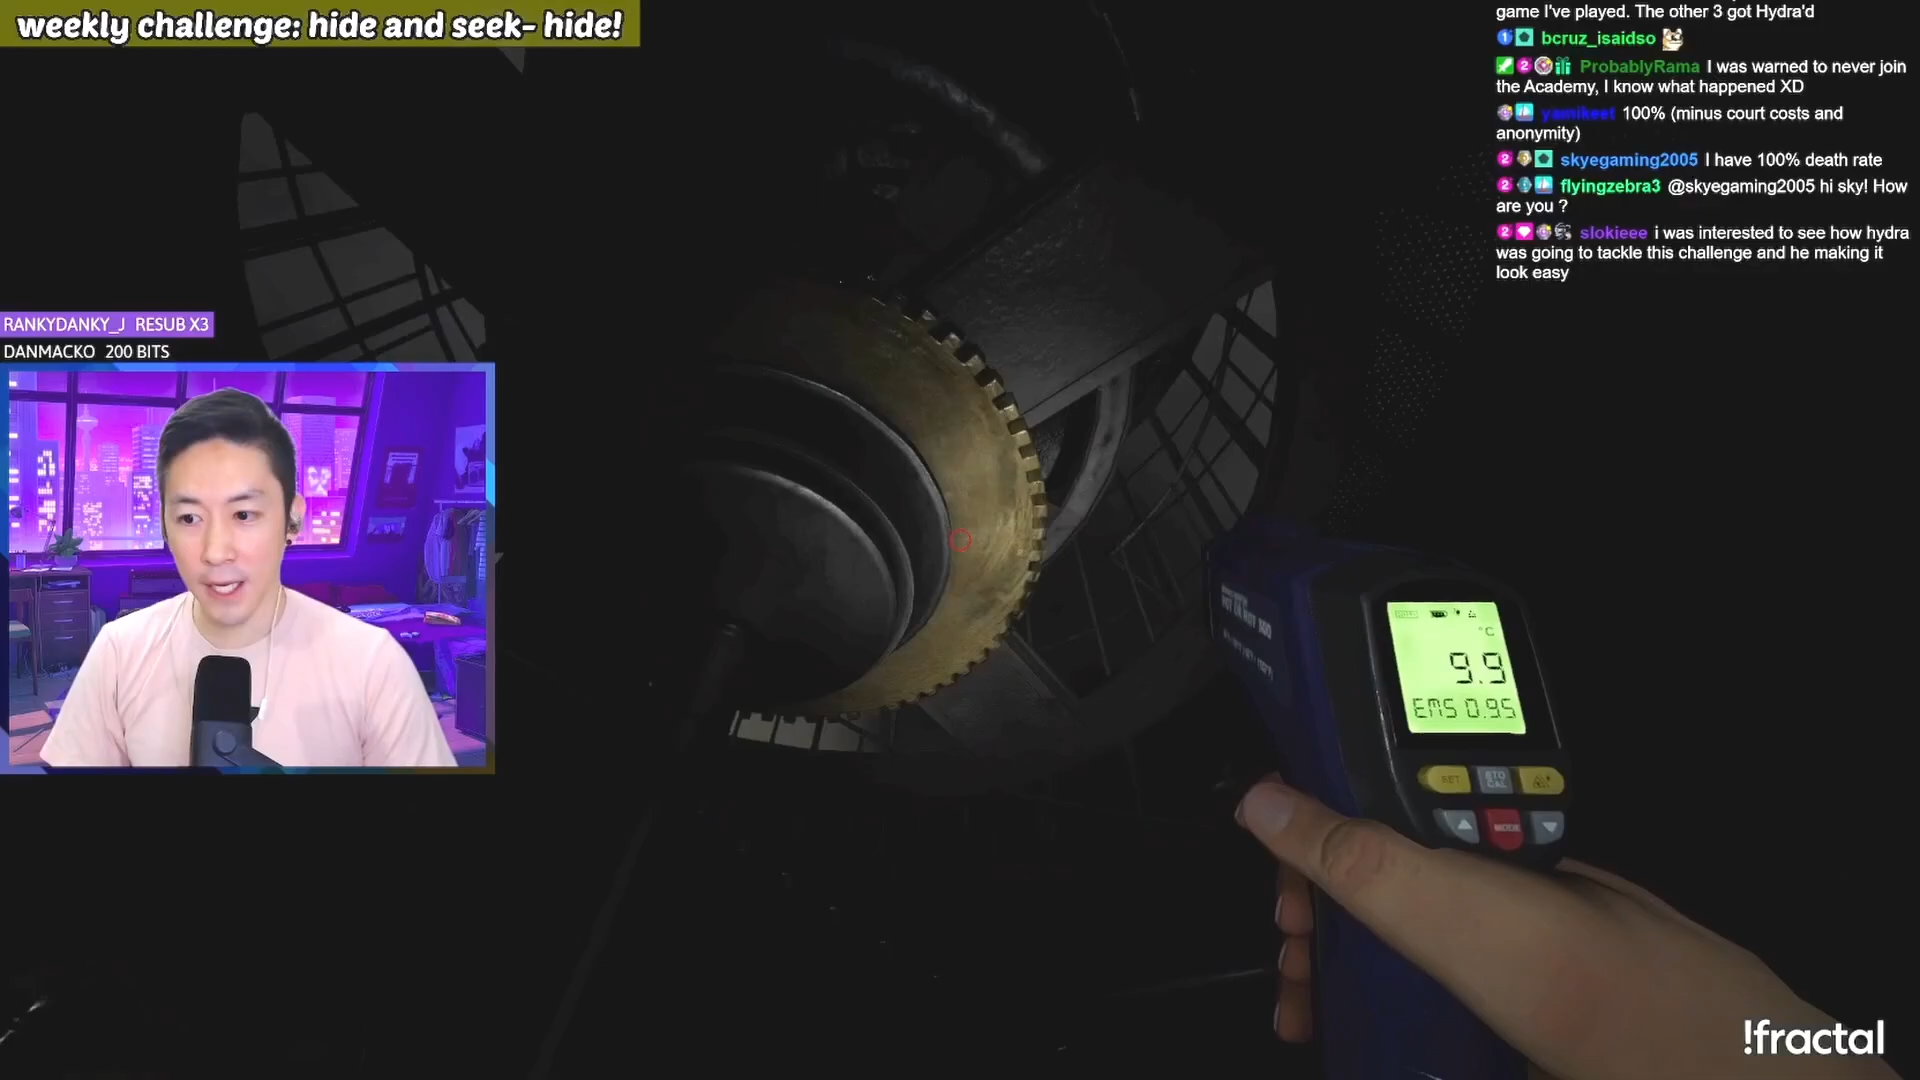 weekly challenge: hide and seek- hide!
game I've played. The other 3 got Hydra'd
bcruz_isaidso
ProbablyRama I was warned to never join
the Academy, I know what happened XD
yamikeet 100% (minus court costs and
anonymity)
skyegaming2005 I have 100% death rate
flyingzebra3 @skyegaming2005 hi sky! How
are you ?
slokieee i was interested to see how hydra
was going to tackle this challenge and he making it
look easy
RANKYDANKY_J RESUB X3
DANMACKO 200 BITS
°C
9.9
EMS 0.95
SET
MODE
!fractal